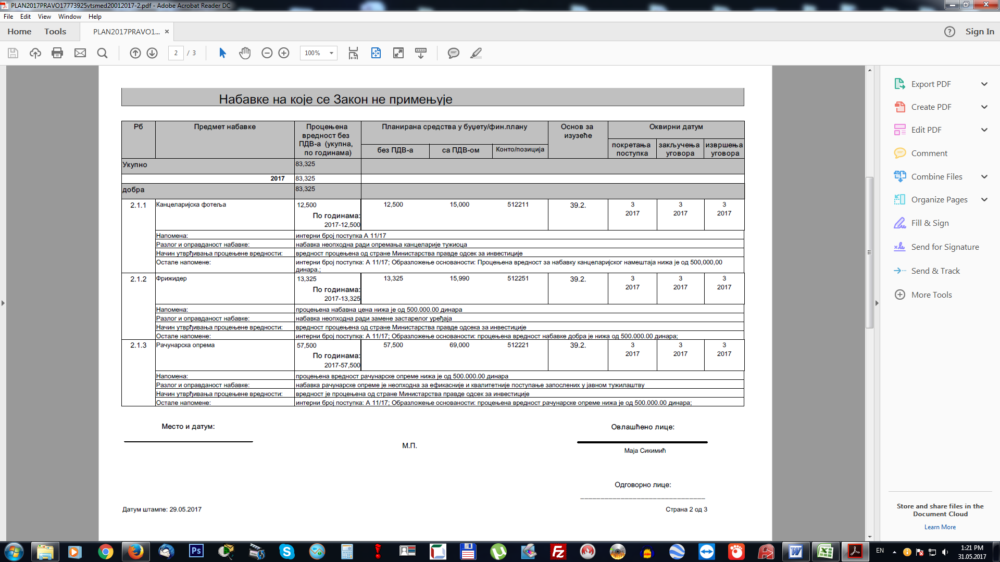 PLAN2017PRAVO17773925vtsmed20012017-2.pdf - Adobe Acrobat Reader DC
File Edit View Window Help
Home Tools PLAN2017PRAVO1... × Sign In
2 / 3 100%
Набавке на које се Закон не примењује
Рб Предмет набавке Процењена вредност без ПДВ-а (укупна, по годинама) Планирана средства у буџету/фин.плану Основ за изузеће Оквирни датум
без ПДВ-а са ПДВ-ом Конто/позиција покретања поступка закључења уговора извршења уговора
Укупно 83,325
2017 83,325
добра 83,325
2.1.1 Канцеларијска фотеља 12,500 12,500 15,000 512211 39.2. 3 3 3
По годинама: 2017 2017 2017
2017-12,500
Напомена: интерни број поступка А 11/17
Разлог и оправданост набавке: набавка неопходна ради опремања канцеларије тужиоца
Начин утврђивања процењене вредности: вредност процењена од стране Министарства правде одсек за инвестиције
Остале напомене: интерни број поступка: А 11/17; Образложење основаности: Процењена вредност за набавку канцеларијског намештаја нижа је од 500,000,00
динара.;
2.1.2 Фрижидер 13,325 13,325 15,990 512251 39.2. 3 3 3
По годинама: 2017 2017 2017
2017-13,325
Напомена: процењена набавна цена нижа је од 500.000.00 динара
Разлог и оправданост набавке: набавка неопходна ради замене застарелог уређаја
Начин утврђивања процењене вредности: вредност процењена од стране Министарства правде одсека за инвестиције
Остале напомене: интерни број поступка: А 11/17; Образложење основаности: процењена вредност набавке добра је нижа од 500.000.00 динара;
2.1.3 Рачунарска опрема 57,500 57,500 69,000 512221 39.2. 3 3 3
По годинама: 2017 2017 2017
2017-57,500
Напомена: процењена вредност рачунарске опреме нижа је од 500.000.00 динара
Разлог и оправданост набавке: набавка рачунарске опреме је неопходна за ефикасније и квалитетније поступање запослених у јавном тужилаштву
Начин утврђивања процењене вредности: вредност је процењена од стране Министарства правде одсек за инвестиције
Остале напомене: интерни број поступка: А 11/17; Образложење основаности: процењена вредност рачунарске опреме нижа је од 500.000.00 динара;
Место и датум: Овлашћено лице:
М.П.
Маја Сикимић
Одговорно лице:
Датум штампе: 29.05.2017 Страна 2 од 3
Export PDF
Create PDF
Edit PDF
Comment
Combine Files
Organize Pages
Fill & Sign
Send for Signature
Send & Track
More Tools
Store and share files in the
Document Cloud
Learn More
Ps
EN 1:21 PM
31.05.2017